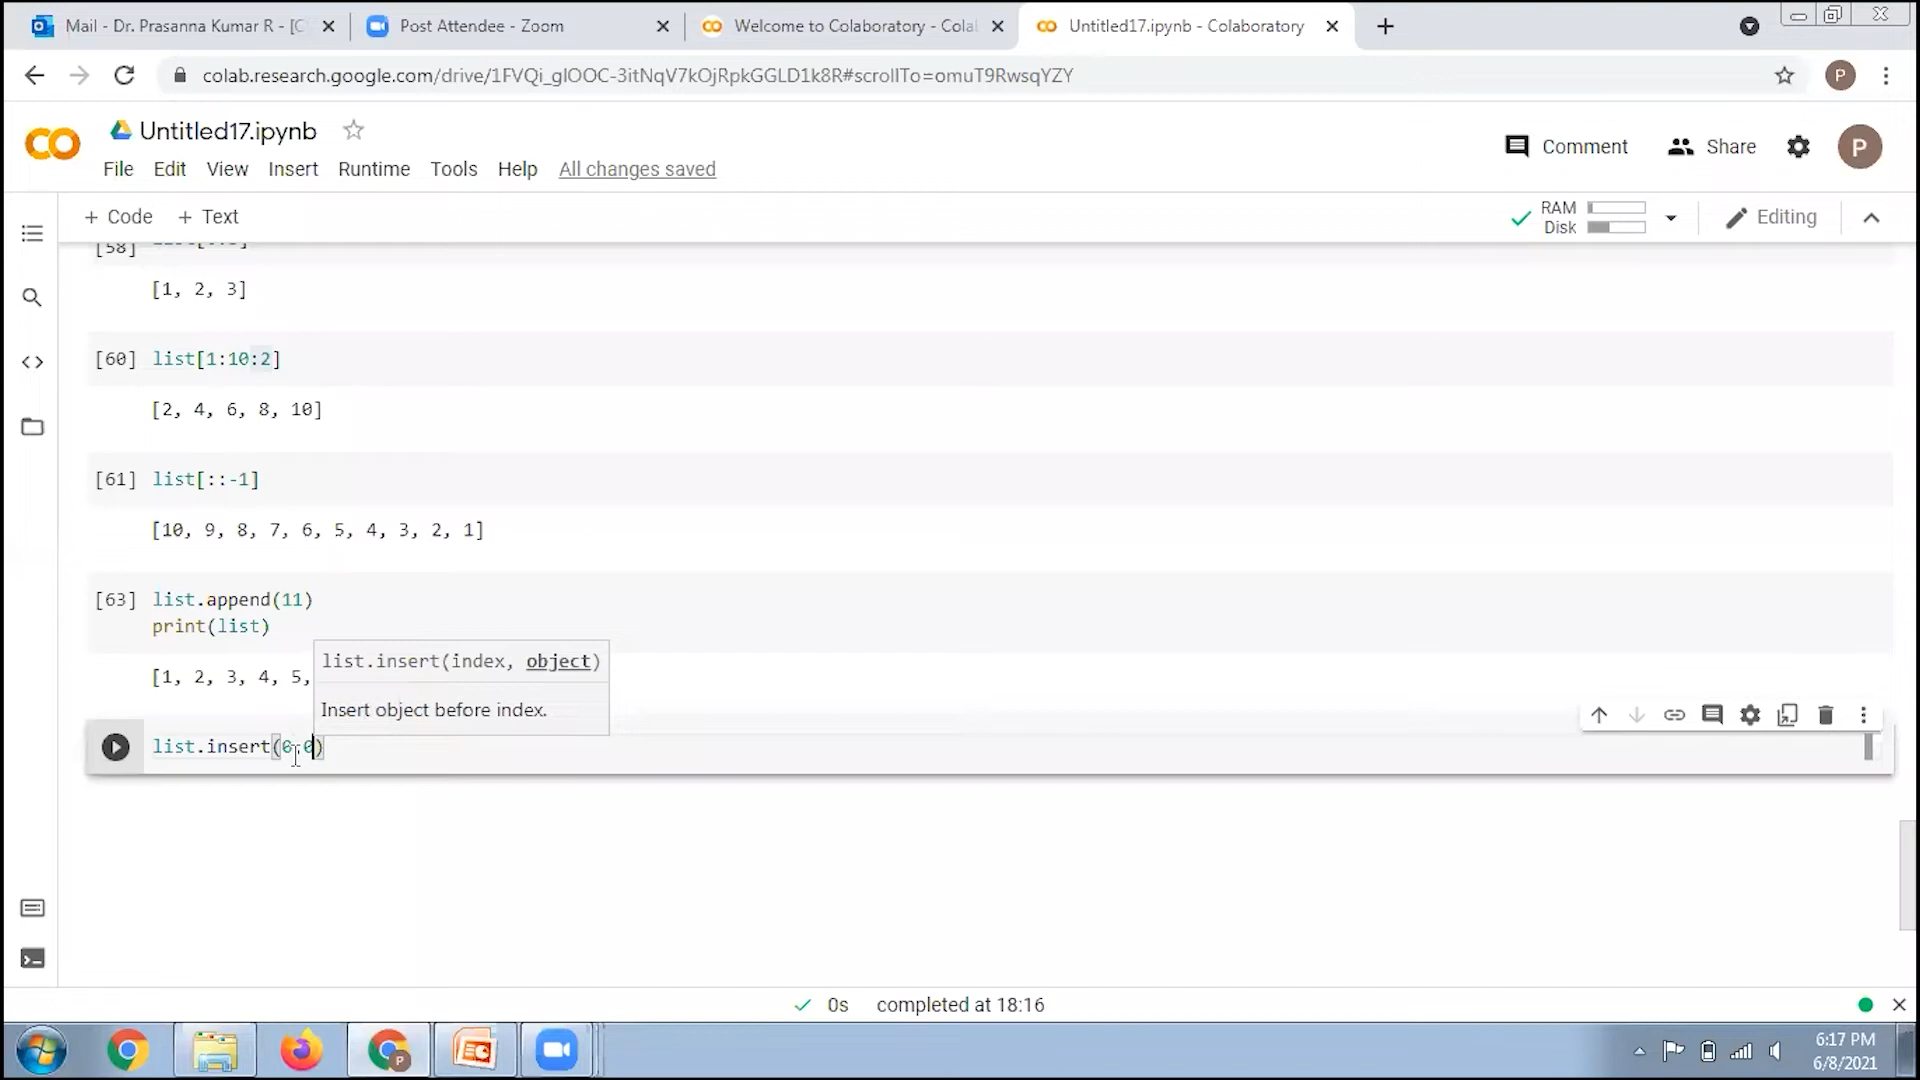 Mail - Dr. Prasanna Kumar R - [C
Post Attendee - Zoom
Welcome to Colaboratory - Cola
Untitled17.ipynb - Colaboratory
colab.research.google.com/drive/1FVQi_glOOC-3itNqV7kOjRpkGGLD1k8R#scrollTo=omuT9RwsqYZY
P
CO
Untitled17.ipynb
Comment
Share
P
File Edit View Insert Runtime Tools Help All changes saved
+ Code + Text
RAM
Disk
Editing
[58]
[1, 2, 3]
[60] list[1:10:2]
[2, 4, 6, 8, 10]
[61] list[::-1]
[10, 9, 8, 7, 6, 5, 4, 3, 2, 1]
[63] list.append(11)
print(list)
list.insert(index, object)
[1, 2, 3, 4, 5,
Insert object before index.
list.insert(
0s completed at 18:16
P
6:17 PM
6/8/2021